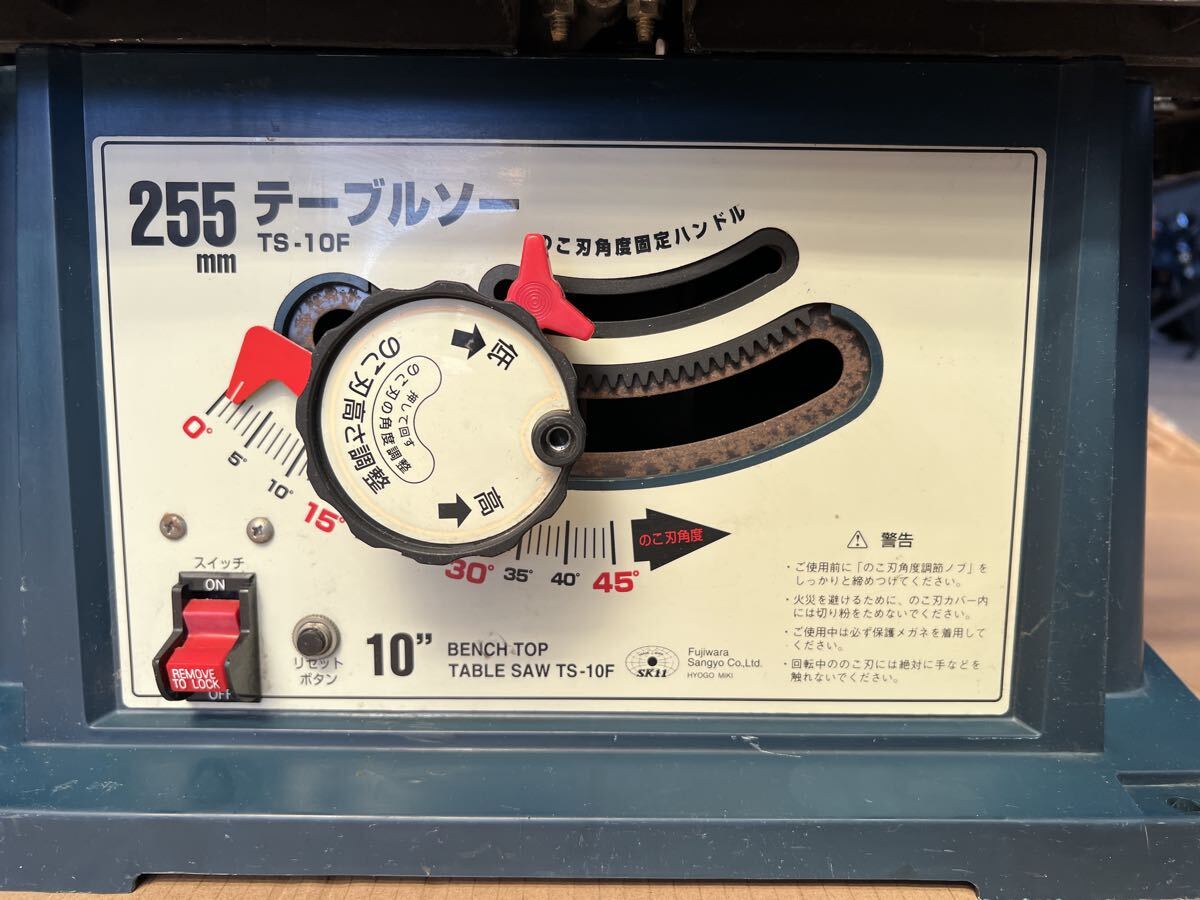 255
mm
テーブルソー
TS-10F
のこ刃角度固定ハンドル
低
のこ刃高さ調整
押して回す
のこ刃の角度調整
高
0°
5°
10°
15°
30°
35°
40°
45°
のこ刃角度
スイッチ
ON
REMOVE
TO LOCK
OFF
リセット
ボタン
10"
BENCH TOP
TABLE SAW TS-10F
SK11
Fujiwara
Sangyo Co.,Ltd.
HYOGO MIKI
⚠ 警告
・ご使用前に「のこ刃角度調節ノブ」を
しっかりと締めつけてください。
・火災を避けるために、のこ刃カバー内
には切り粉をためないでください。
・ご使用中は必ず保護メガネを着用して
ください。
・回転中ののこ刃には絶対に手などを
触れないでください。